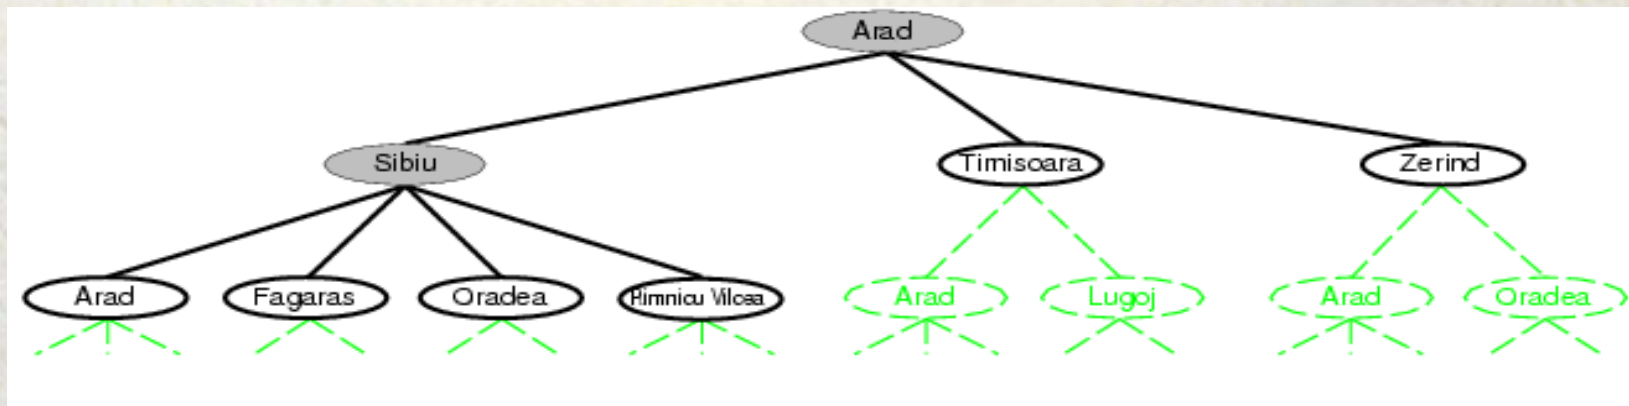 Arad
Sibiu
Timisoara
Zerind
Arad
Fagaras
Oradea
Rimnicu Vilcea
Arad
Lugoj
Arad
Oradea